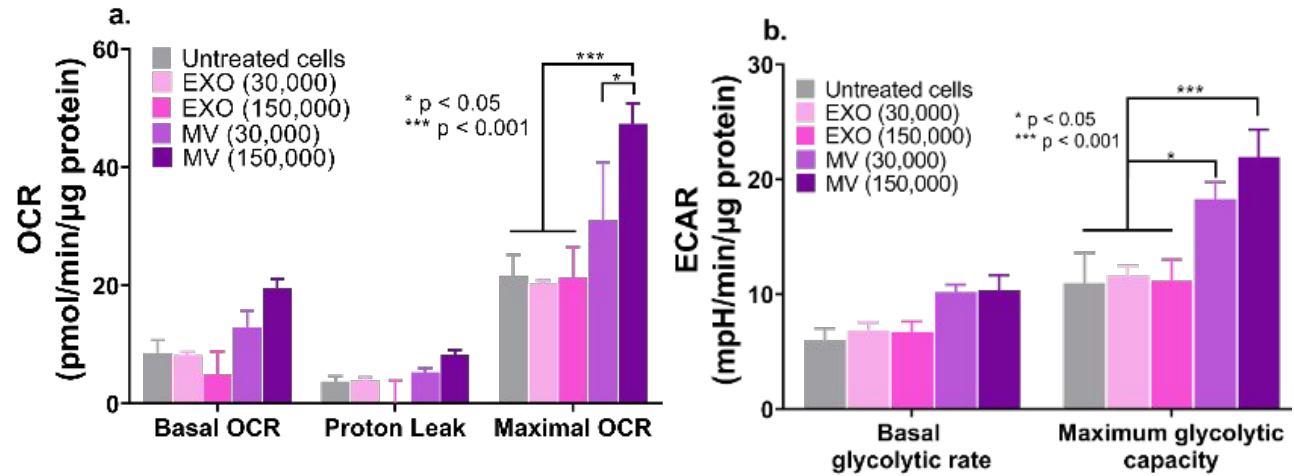 a.
OCR
(pmol/min/µg protein)
60
40
20
0
Untreated cells
EXO (30,000)
EXO (150,000)
MV (30,000)
MV (150,000)
* p < 0.05
*** p < 0.001
***
*
Basal OCR
Proton Leak
Maximal OCR
b.
ECAR
(mpH/min/µg protein)
30
20
10
0
Untreated cells
EXO (30,000)
EXO (150,000)
MV (30,000)
MV (150,000)
* p < 0.05
*** p < 0.001
***
*
Basal
glycolytic rate
Maximum glycolytic
capacity